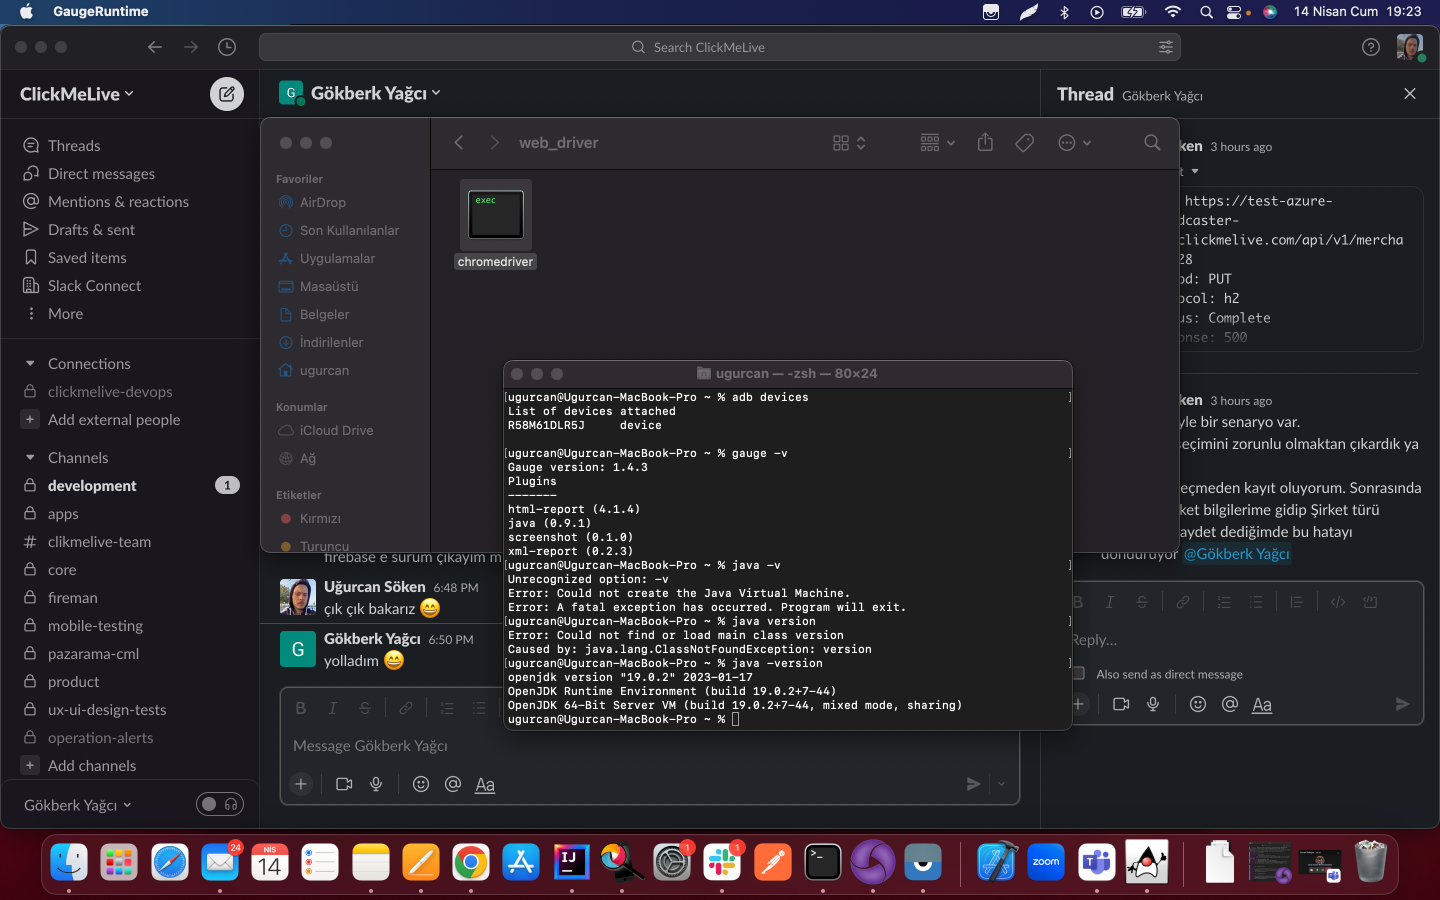 GaugeRuntime
14 Nisan Cum 19:23
Search ClickMeLive
ClickMeLive
Threads
Direct messages
Mentions & reactions
Drafts & sent
Saved items
Slack Connect
More
Connections
clickmelive-devops
Add external people
Channels
development
1
apps
clikmelive-team
core
fireman
mobile-testing
pazarama-cml
product
ux-ui-design-tests
operation-alerts
Add channels
Gökberk Yağcı
G Gökberk Yağcı
web_driver
Favoriler
AirDrop
Son Kullanılanlar
Uygulamalar
Masaüstü
Belgeler
İndirilenler
ugurcan
Konumlar
iCloud Drive
Ağ
Etiketler
Kırmızı
Turuncu
exec
chromedriver
ugurcan — -zsh — 80×24
[ugurcan@Ugurcan-MacBook-Pro ~ % adb devices ]
List of devices attached
R58M61DLR5J device
[ugurcan@Ugurcan-MacBook-Pro ~ % gauge -v ]
Gauge version: 1.4.3
Plugins
-------
html-report (4.1.4)
java (0.9.1)
screenshot (0.1.0)
xml-report (0.2.3)
[ugurcan@Ugurcan-MacBook-Pro ~ % java -v ]
Unrecognized option: -v
Error: Could not create the Java Virtual Machine.
Error: A fatal exception has occurred. Program will exit.
[ugurcan@Ugurcan-MacBook-Pro ~ % java version ]
Error: Could not find or load main class version
Caused by: java.lang.ClassNotFoundException: version
[ugurcan@Ugurcan-MacBook-Pro ~ % java -version ]
openjdk version "19.0.2" 2023-01-17
OpenJDK Runtime Environment (build 19.0.2+7-44)
OpenJDK 64-Bit Server VM (build 19.0.2+7-44, mixed mode, sharing)
ugurcan@Ugurcan-MacBook-Pro ~ %
firebase e sürüm çıkayım m
Uğurcan Söken 6:48 PM
çık çık bakarız 😄
G Gökberk Yağcı 6:50 PM
yolladım 😄
Message Gökberk Yağcı
Aa
Thread Gökberk Yağcı
ken 3 hours ago
t
https://test-azure-
dcaster-
clickmelive.com/api/v1/mercha
28
od: PUT
ocol: h2
us: Complete
onse: 500
ken 3 hours ago
yle bir senaryo var.
seçimini zorunlu olmaktan çıkardık ya
eçmeden kayıt oluyorum. Sonrasında
ket bilgilerime gidip Şirket türü
aydet dediğimde bu hatayı
döndürüyor @Gökberk Yağcı
Reply...
Also send as direct message
Aa
24
NİS
14
IJ
1
1
zoom